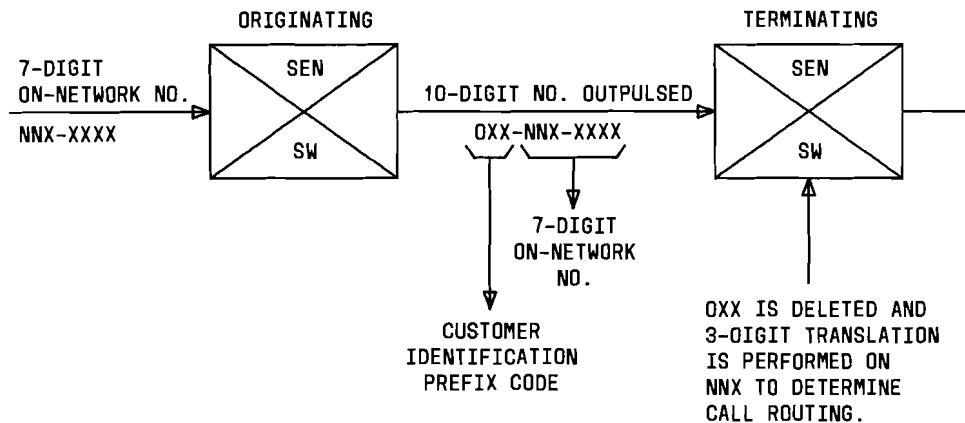 ORIGINATING
TERMINATING
7-DIGIT
ON-NETWORK NO.
NNX-XXXX
SEN
SW
10-DIGIT NO. OUTPULSED
0XX-NNX-XXXX
SEN
SW
7-DIGIT
ON-NETWORK
NO.
CUSTOMER
IDENTIFICATION
PREFIX CODE
0XX IS DELETED AND
3-DIGIT TRANSLATION
IS PERFORMED ON
NNX TO DETERMINE
CALL ROUTING.